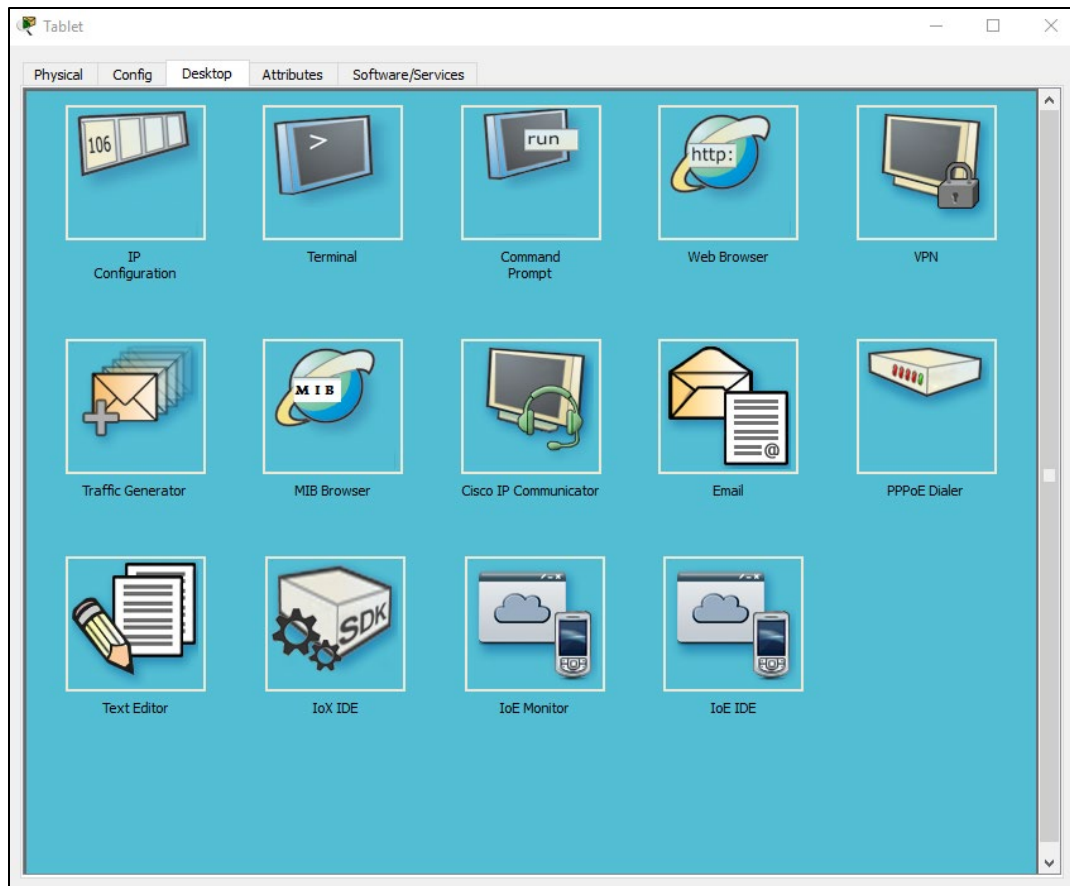 Tablet
Physical Config Desktop Attributes Software/Services
106
>
run
http:
IP
Configuration
Terminal
Command
Prompt
Web Browser
VPN
MIB
@
Traffic Generator
MIB Browser
Cisco IP Communicator
Email
PPPoE Dialer
SDK
Text Editor
IoX IDE
IoE Monitor
IoE IDE